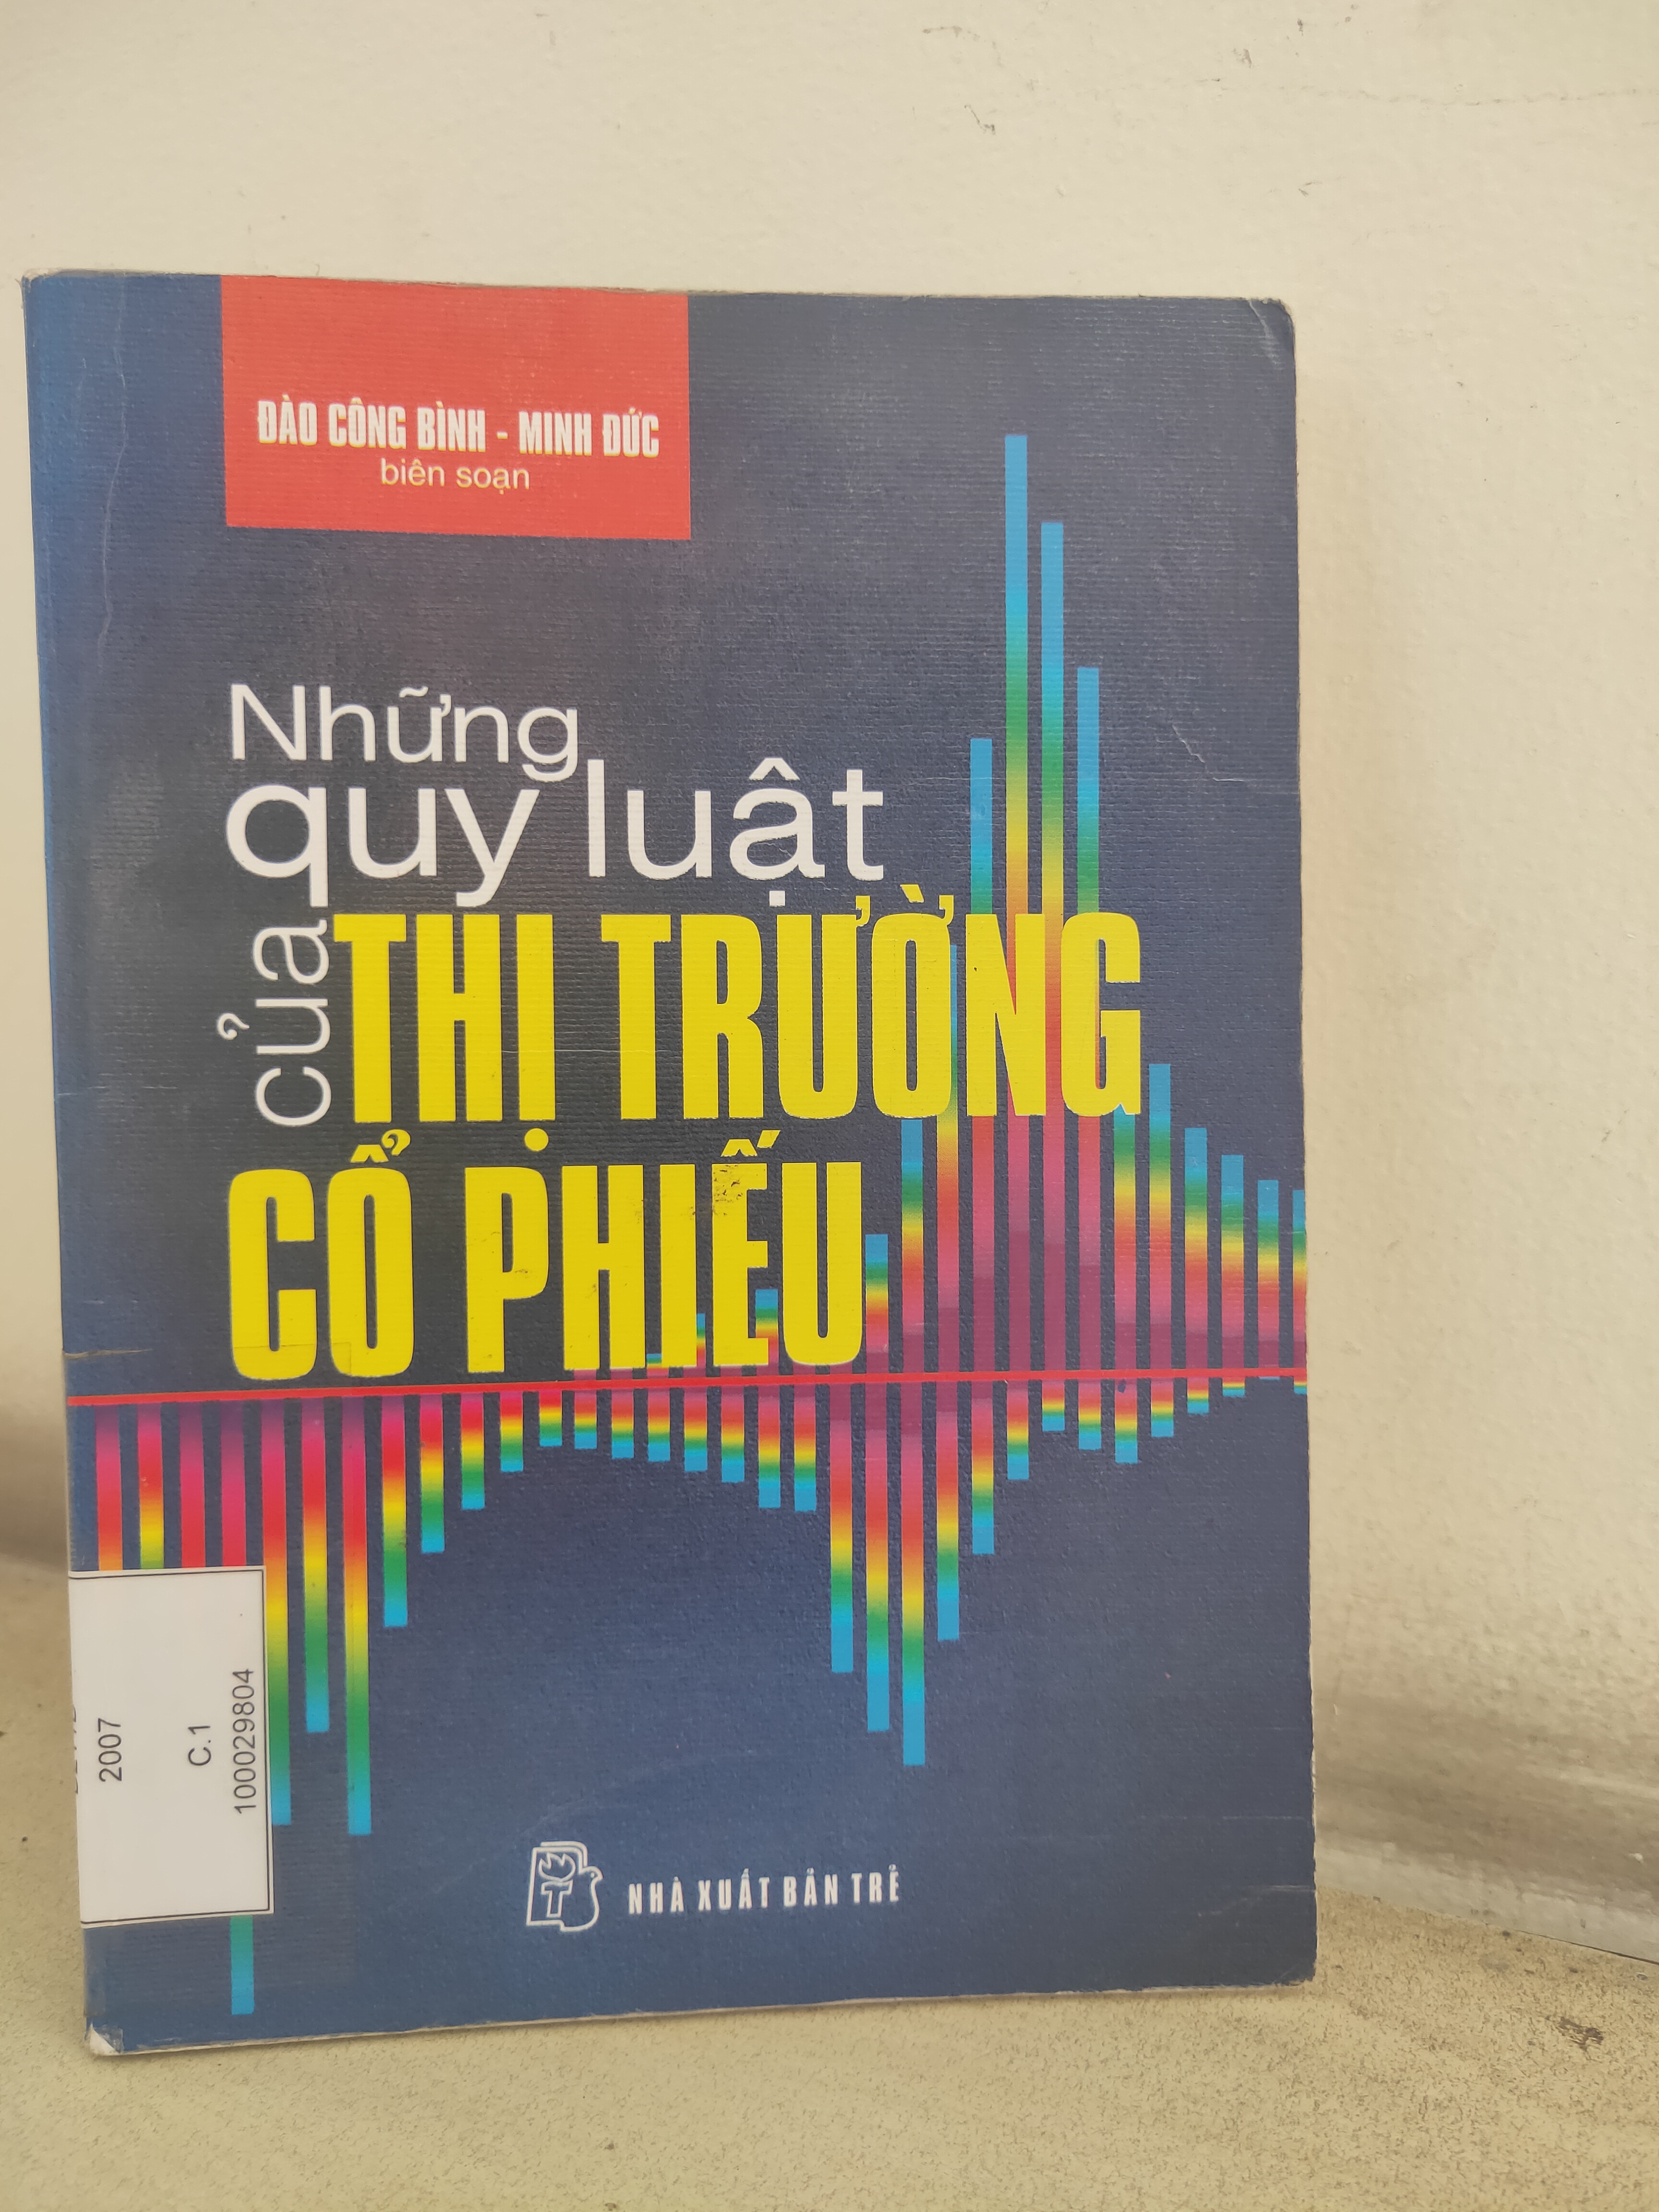 ĐÀO CÔNG BÌNH - MINH ĐỨC
biên soạn
Những
quy luật
của THỊ TRƯỜNG
CỔ PHIẾU
2007
C.1
100029804
NHÀ XUẤT BẢN TRẺ